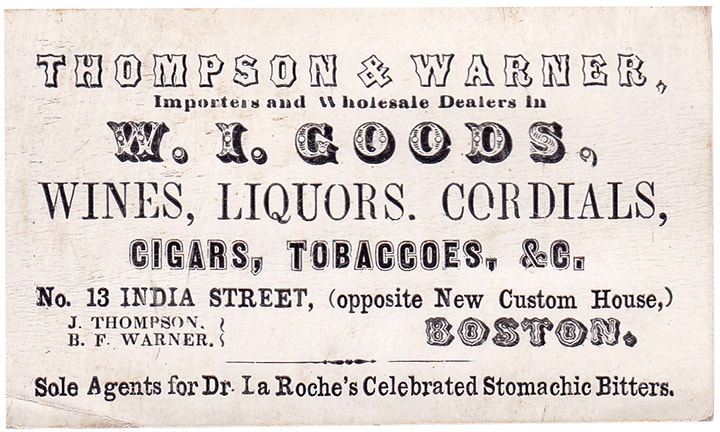 THOMPSON & WARNER,
Importers and Wholesale Dealers in
W. I. GOODS,
WINES, LIQUORS. CORDIALS,
CIGARS, TOBACCOES, &C.
No. 13 INDIA STREET, (opposite New Custom House,)
J. THOMPSON. }
B. F. WARNER. }
BOSTON.
Sole Agents for Dr. La Roche's Celebrated Stomachic Bitters.